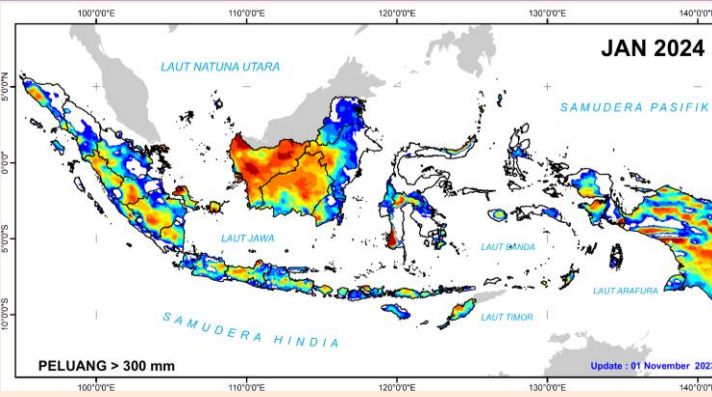 100°0'0"E 110°0'0"E 120°0'0"E 130°0'0"E 140°0'0"E
JAN 2024
LAUT NATUNA UTARA
SAMUDERA PASIFIK
5°0'0"N
0°0'0"
5°0'0"S
10°0'0"S
LAUT JAWA
LAUT BANDA
LAUT ARAFURA
LAUT TIMOR
SAMUDERA HINDIA
PELUANG > 300 mm
Update : 01 November 2023
100°0'0"E 110°0'0"E 120°0'0"E 130°0'0"E 140°0'0"E